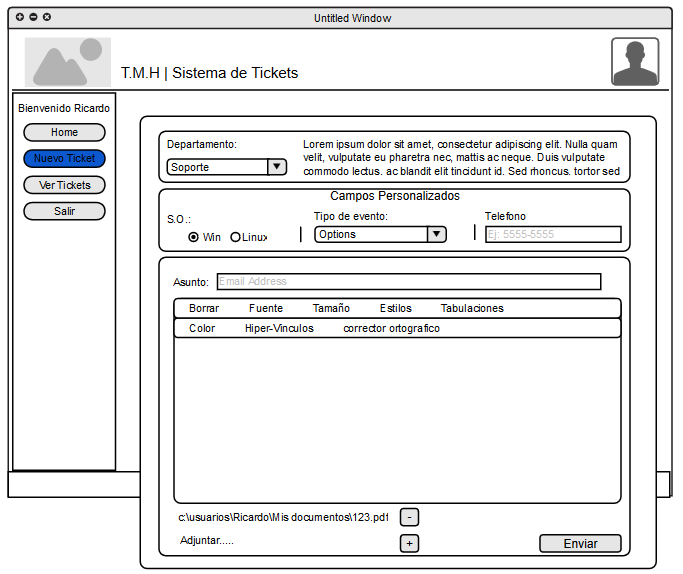 Untitled Window
T.M.H | Sistema de Tickets
Bienvenido Ricardo
Home
Nuevo Ticket
Ver Tickets
Salir
Departamento:
Soporte
Lorem ipsum dolor sit amet, consectetur adipiscing elit. Nulla quam
velit, vulputate eu pharetra nec, mattis ac neque. Duis vulputate
commodo lectus. ac blandit elit tincidunt id. Sed rhoncus. tortor sed
Campos Personalizados
S.O.:
Win
Linux
Tipo de evento:
Options
Telefono
Ej: 5555-5555
Asunto:
Email Address
Borrar Fuente Tamaño Estilos Tabulaciones
Color Hiper-Vinculos corrector ortografico
c:\usuarios\Ricardo\Mis documentos\123.pdf
-
Adjuntar.....
+
Enviar